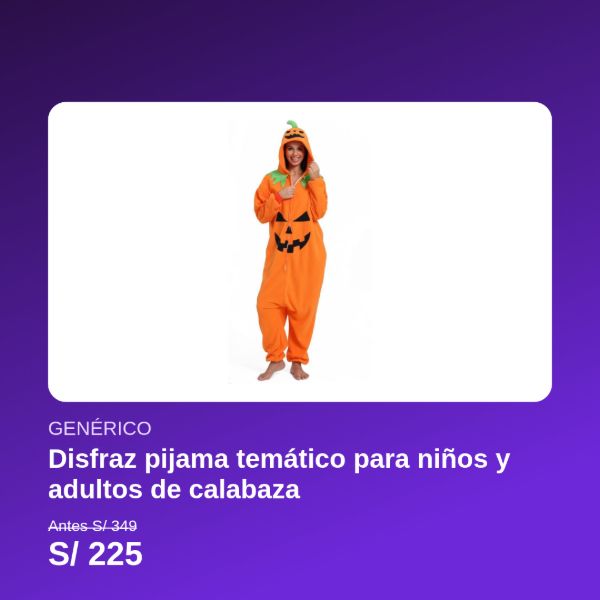 GENÉRICO
Disfraz pijama temático para niños y
adultos de calabaza
Antes S/ 349
S/ 225